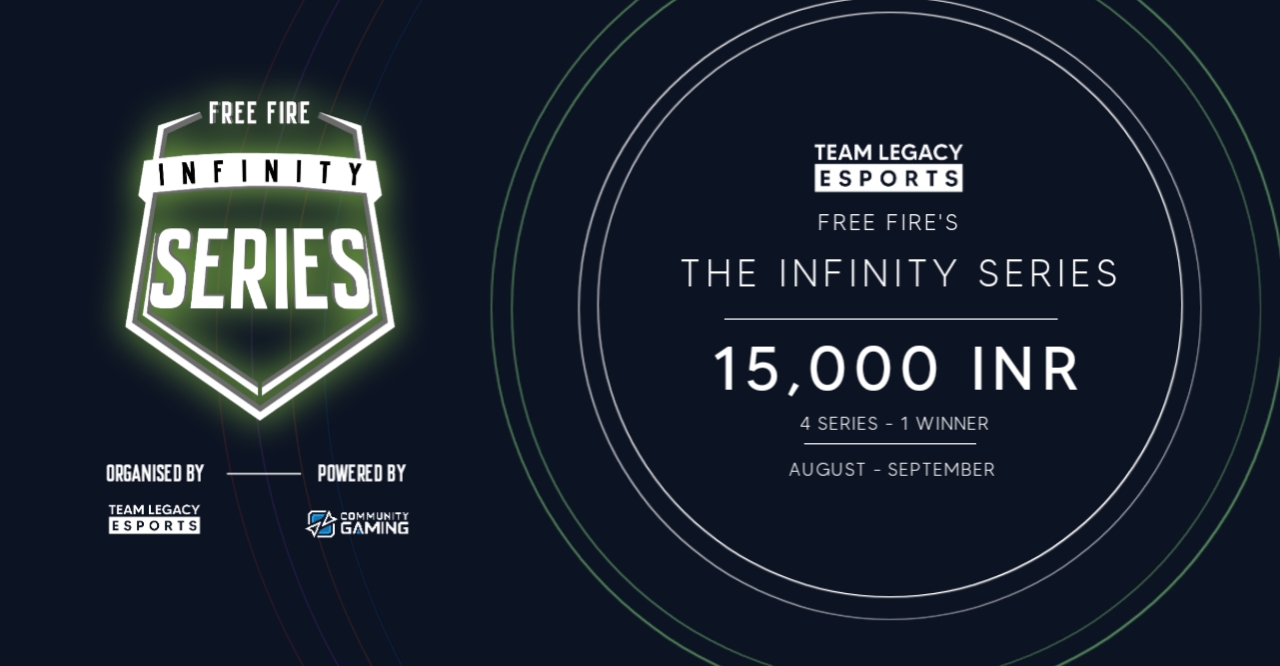 FREE FIRE
INFINITY
SERIES
ORGANISED BY
POWERED BY
TEAM LEGACY
ESPORTS
COMMUNITY
GAMING
TEAM LEGACY
ESPORTS
FREE FIRE'S
THE INFINITY SERIES
15,000 INR
4 SERIES - 1 WINNER
AUGUST - SEPTEMBER